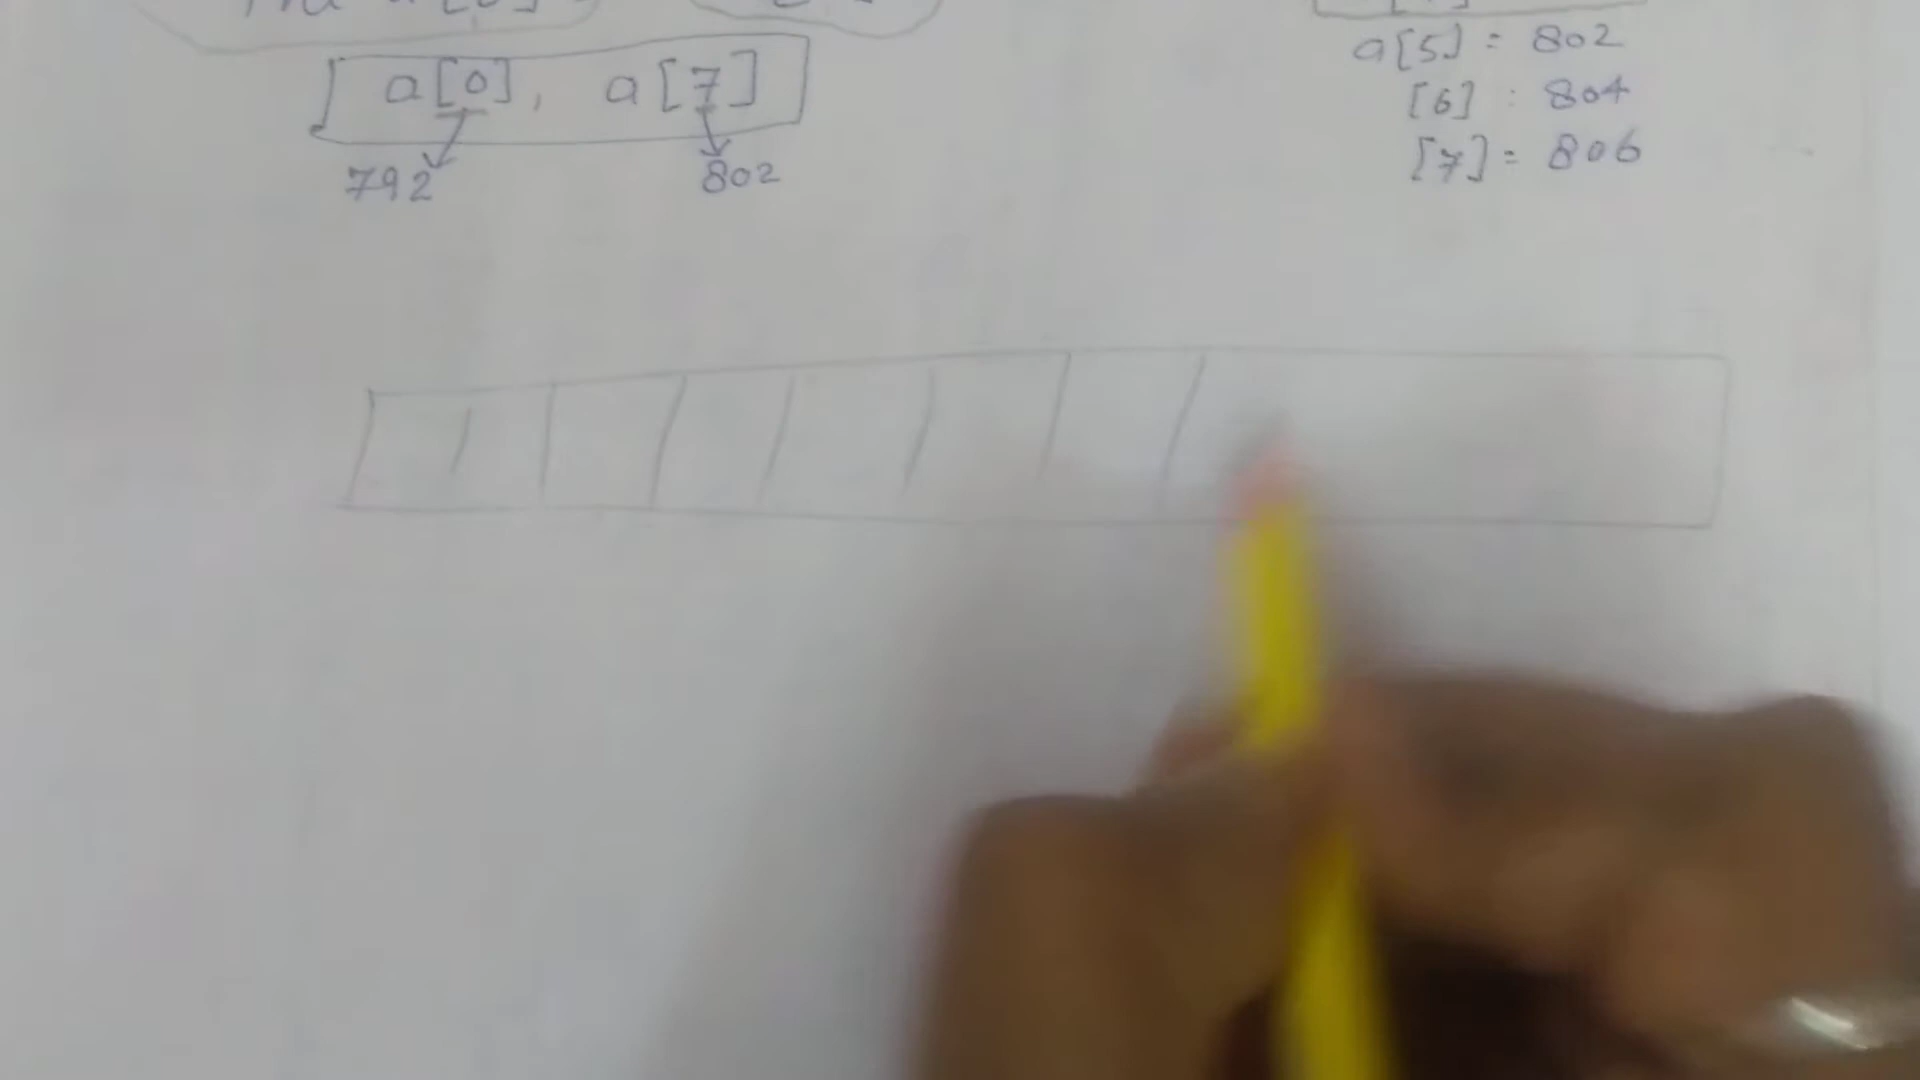 a[0], a[7]
792 802
a[5] = 802
[6] : 804
[7] = 806